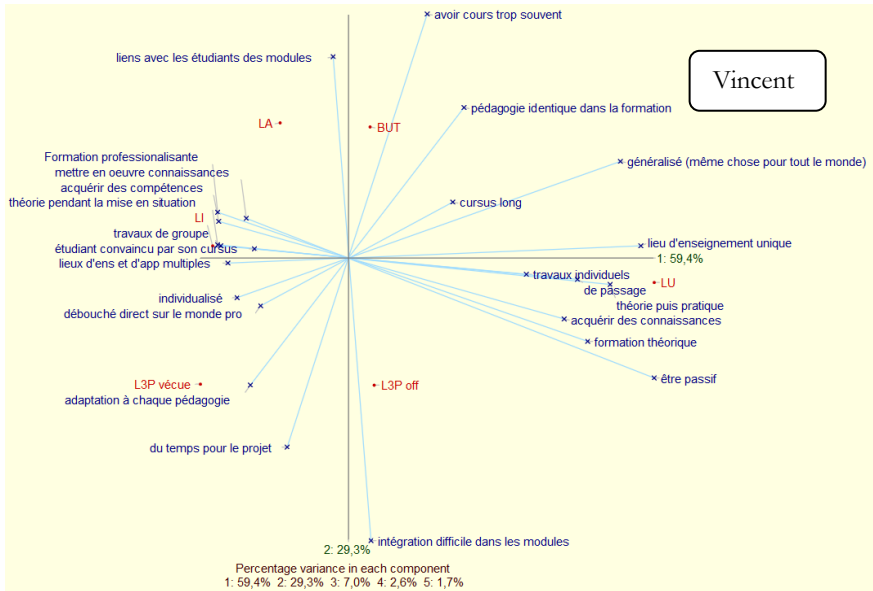 avoir cours trop souvent
liens avec les étudiants des modules
Vincent
pédagogie identique dans la formation
LA
BUT
Formation professionalisante
généralisé (même chose pour tout le monde)
mettre en oeuvre connaissances
acquérir des compétences
théorie pendant la mise en situation
cursus long
LI
travaux de groupe
lieu d'enseignement unique
étudiant convaincu par son cursus
1: 59,4%
lieux d'ens et d'app multiples
travaux individuels
LU
de passage
individualisé
théorie puis pratique
débouché direct sur le monde pro
acquérir des connaissances
formation théorique
être passif
L3P vécue
L3P off
adaptation à chaque pédagogie
du temps pour le projet
intégration difficile dans les modules
2: 29,3%
Percentage variance in each component
1: 59,4% 2: 29,3% 3: 7,0% 4: 2,6% 5: 1,7%